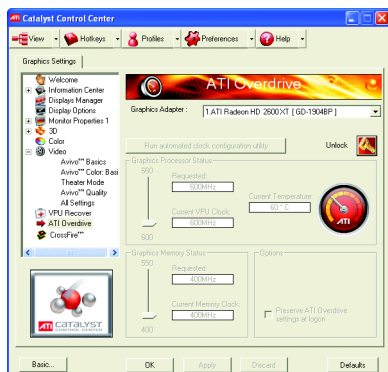 ATI Catalyst Control Center
View
Hotkeys
Profiles
Preferences
Help
Graphics Settings
Welcome
Information Center
Displays Manager
Display Options
Monitor Properties 1
3D
Color
Video
Avivo™ Basics
Avivo™ Color: Basi
Theater Mode
Avivo™ Quality
All Settings
VPU Recover
ATI Overdrive
CrossFire™
ATI CATALYST
CONTROL CENTER
ATI Overdrive
Graphics Adapter :
1.ATI Radeon HD 2600 XT [ GD-1904BP ]
Run automated clock configuration utility
Unlock
Graphics Processor Status
660
Requested:
600MHz
Current VPU Clock:
600MHz
600
Current Temperature:
60 ° C
ATI
Graphics Memory Status
550
Requested:
400MHz
Current Memory Clock:
400MHz
400
Options
Preserve ATI Overdrive
settings at logon
Basic...
OK
Apply
Discard
Defaults